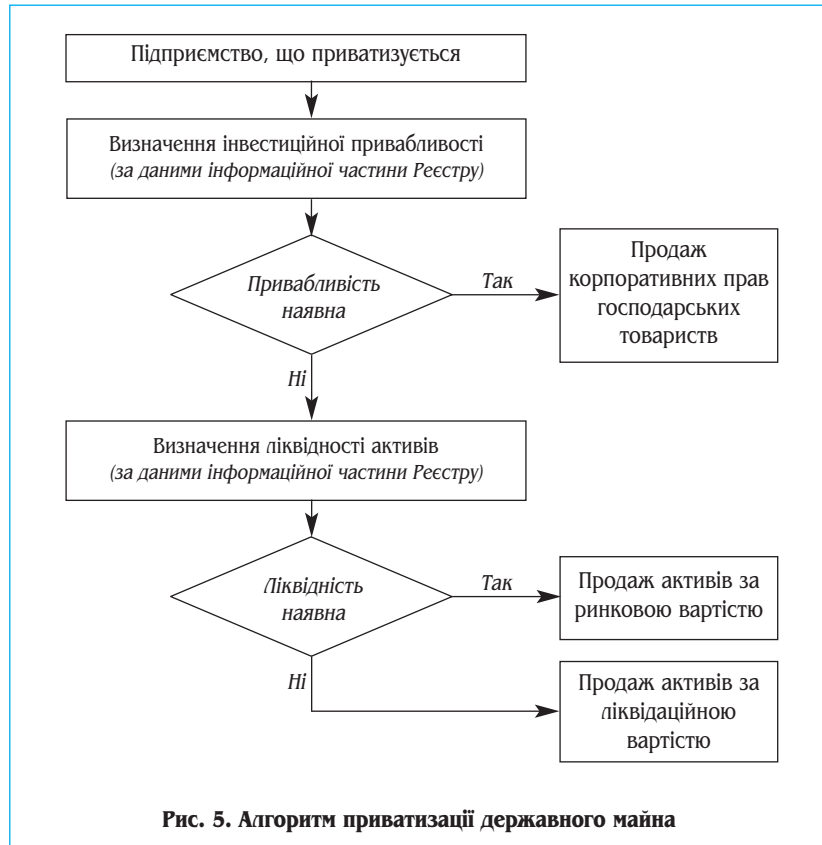 Підприємство, що приватизується
Визначення інвестиційної привабливості
(за даними інформаційної частини Реєстру)
Привабливість
наявна
Так
Продаж
корпоративних прав
господарських
товариств
Ні
Визначення ліквідності активів
(за даними інформаційної частини Реєстру)
Ліквідність
наявна
Так
Продаж активів за
ринковою вартістю
Ні
Продаж активів за
ліквідаційною
вартістю
Рис. 5. Алгоритм приватизації державного майна